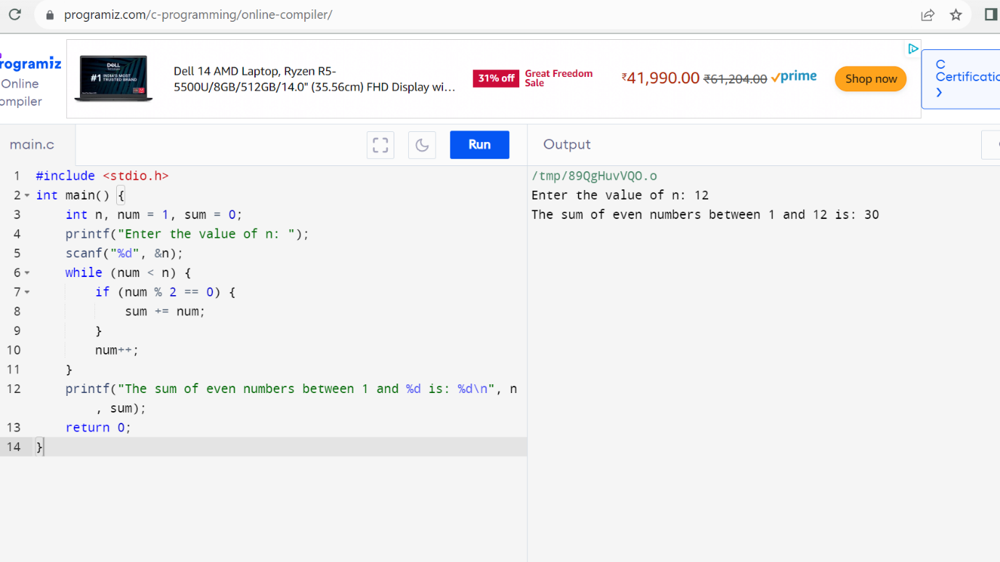 programiz.com/c-programming/online-compiler/
rogramiz
Online
ompiler
DELL
Technologies
#1 INDIA'S MOST
TRUSTED BRAND
Dell 14 AMD Laptop, Ryzen R5-
5500U/8GB/512GB/14.0" (35.56cm) FHD Display wi...
31% off
Great Freedom
Sale
₹41,990.00 ₹61,204.00 prime
Shop now
C
Certificatio
main.c
Run
Output
1 #include <stdio.h>
2 int main() {
3     int n, num = 1, sum = 0;
4     printf("Enter the value of n: ");
5     scanf("%d", &n);
6     while (num < n) {
7         if (num % 2 == 0) {
8             sum += num;
9         }
10         num++;
11     }
12     printf("The sum of even numbers between 1 and %d is: %d\n", n
, sum);
13     return 0;
14 }
/tmp/89QgHuvVQO.o
Enter the value of n: 12
The sum of even numbers between 1 and 12 is: 30